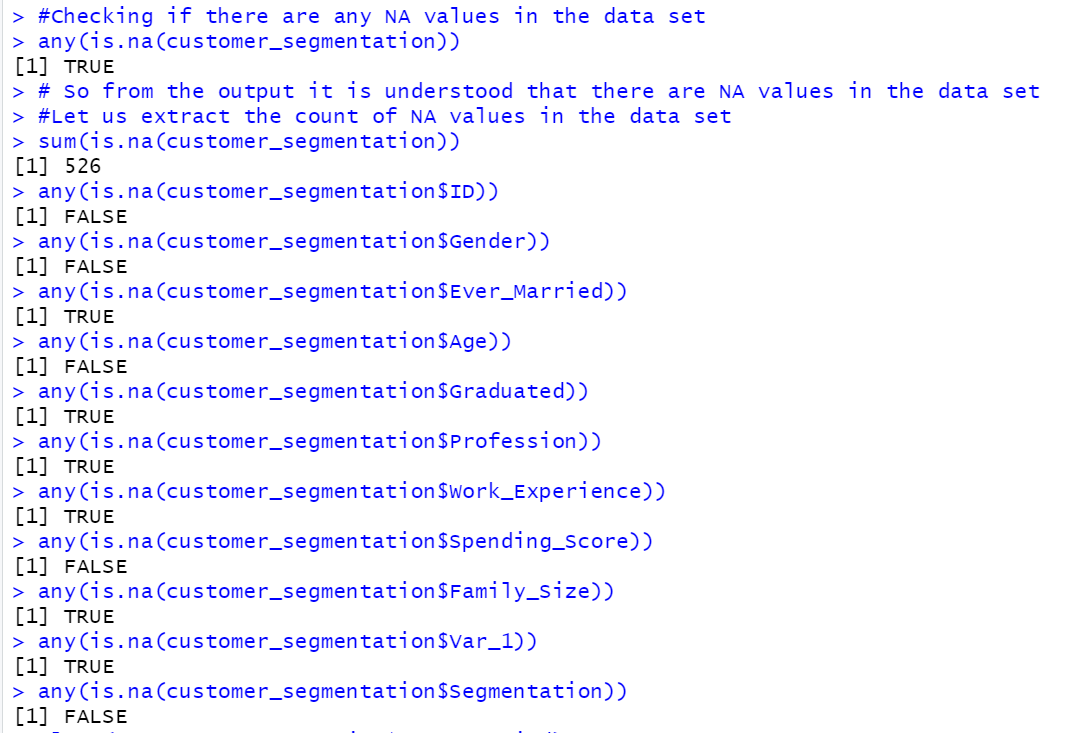 > #Checking if there are any NA values in the data set
> any(is.na(customer_segmentation))
[1] TRUE
> # So from the output it is understood that there are NA values in the data set
> #Let us extract the count of NA values in the data set
> sum(is.na(customer_segmentation))
[1] 526
> any(is.na(customer_segmentation$ID))
[1] FALSE
> any(is.na(customer_segmentation$Gender))
[1] FALSE
> any(is.na(customer_segmentation$Ever_Married))
[1] TRUE
> any(is.na(customer_segmentation$Age))
[1] FALSE
> any(is.na(customer_segmentation$Graduated))
[1] TRUE
> any(is.na(customer_segmentation$Profession))
[1] TRUE
> any(is.na(customer_segmentation$Work_Experience))
[1] TRUE
> any(is.na(customer_segmentation$Spending_Score))
[1] FALSE
> any(is.na(customer_segmentation$Family_Size))
[1] TRUE
> any(is.na(customer_segmentation$Var_1))
[1] TRUE
> any(is.na(customer_segmentation$Segmentation))
[1] FALSE